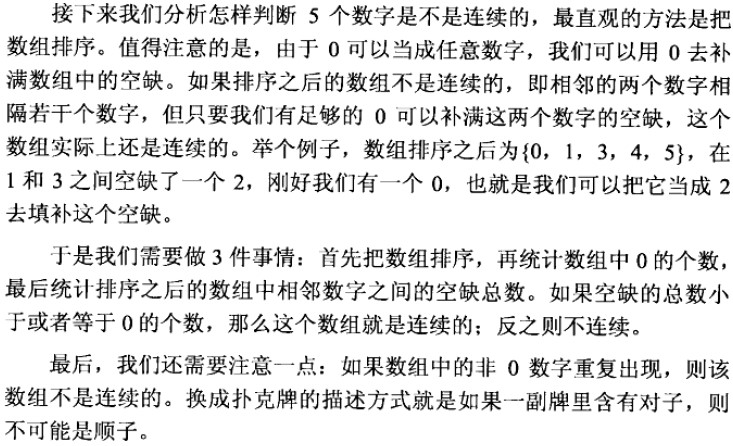 接下来我们分析怎样判断 5 个数字是不是连续的，最直观的方法是把
数组排序。值得注意的是，由于 0 可以当成任意数字，我们可以用 0 去补
满数组中的空缺。如果排序之后的数组不是连续的，即相邻的两个数字相
隔若干个数字，但只要我们有足够的 0 可以补满这两个数字的空缺，这个
数组实际上还是连续的。举个例子，数组排序之后为{0，1，3，4，5}，在
1 和 3 之间空缺了一个 2，刚好我们有一个 0，也就是我们可以把它当成 2
去填补这个空缺。
于是我们需要做 3 件事情：首先把数组排序，再统计数组中 0 的个数，
最后统计排序之后的数组中相邻数字之间的空缺总数。如果空缺的总数小
于或者等于 0 的个数，那么这个数组就是连续的；反之则不连续。
最后，我们还需要注意一点：如果数组中的非 0 数字重复出现，则该
数组不是连续的。换成扑克牌的描述方式就是如果一副牌里含有对子，则
不可能是顺子。